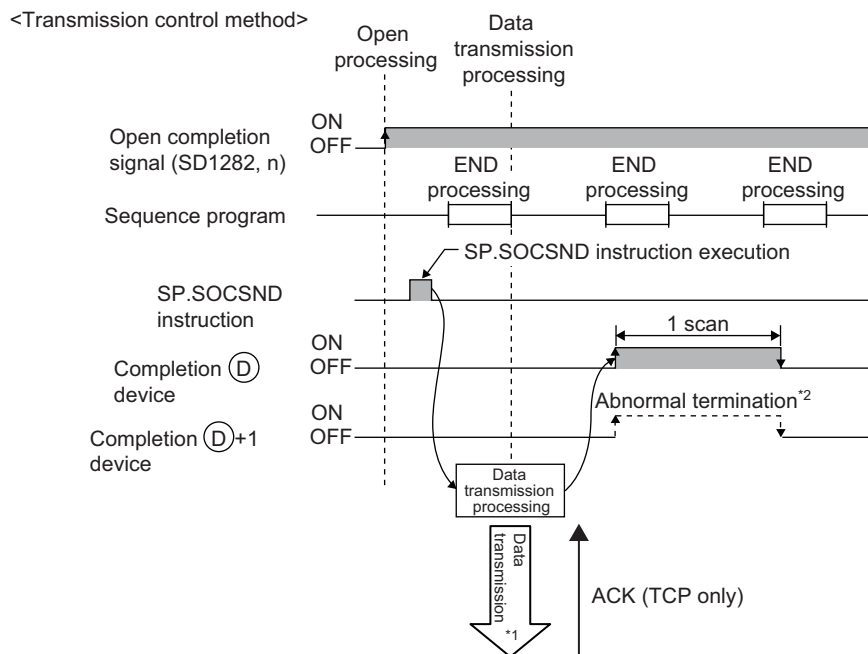 <Transmission control method>
Open
processing
Data
transmission
processing
Open completion
signal (SD1282, n)
ON
OFF
END
processing
END
processing
END
processing
Sequence program
SP.SOCSND instruction execution
SP.SOCSND
instruction
1 scan
Completion D
device
ON
OFF
Abnormal termination*2
Completion D+1
device
ON
OFF
Data
transmission
processing
Data
transmission
*1
ACK (TCP only)